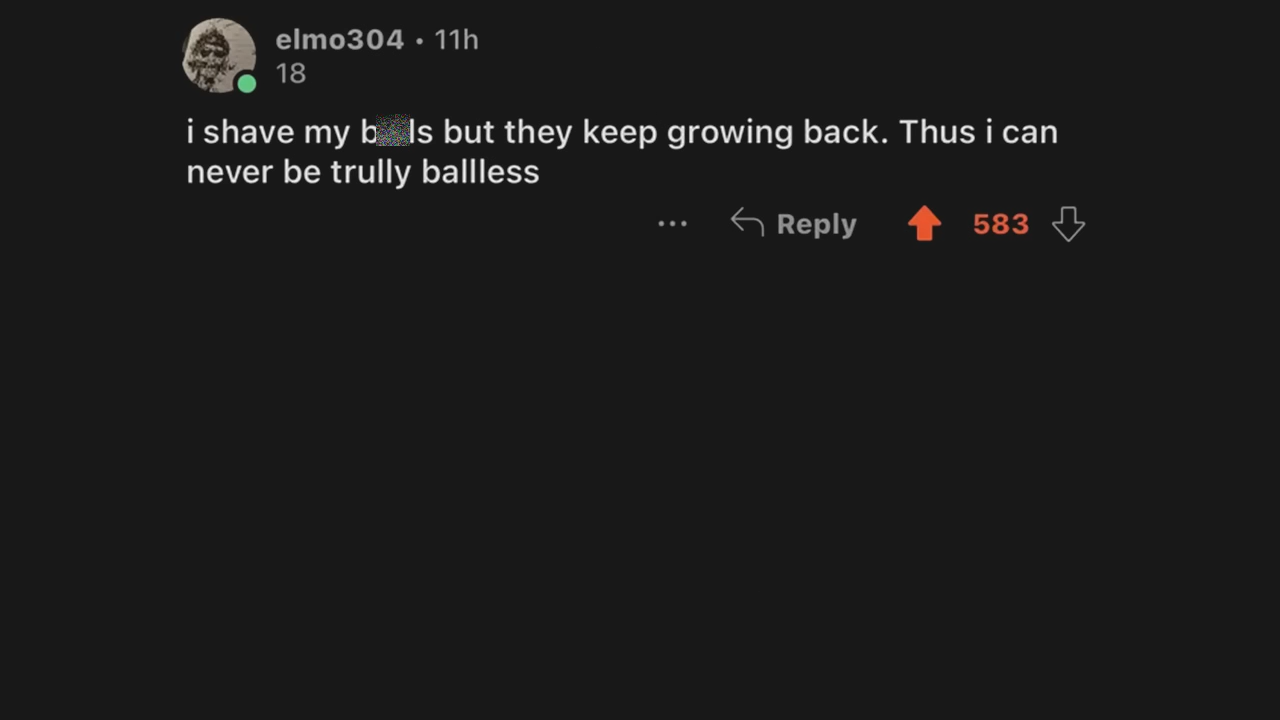 elmo304 • 11h
18
i shave my but they keep growing back. Thus i can
never be trully ballless
... Reply 583